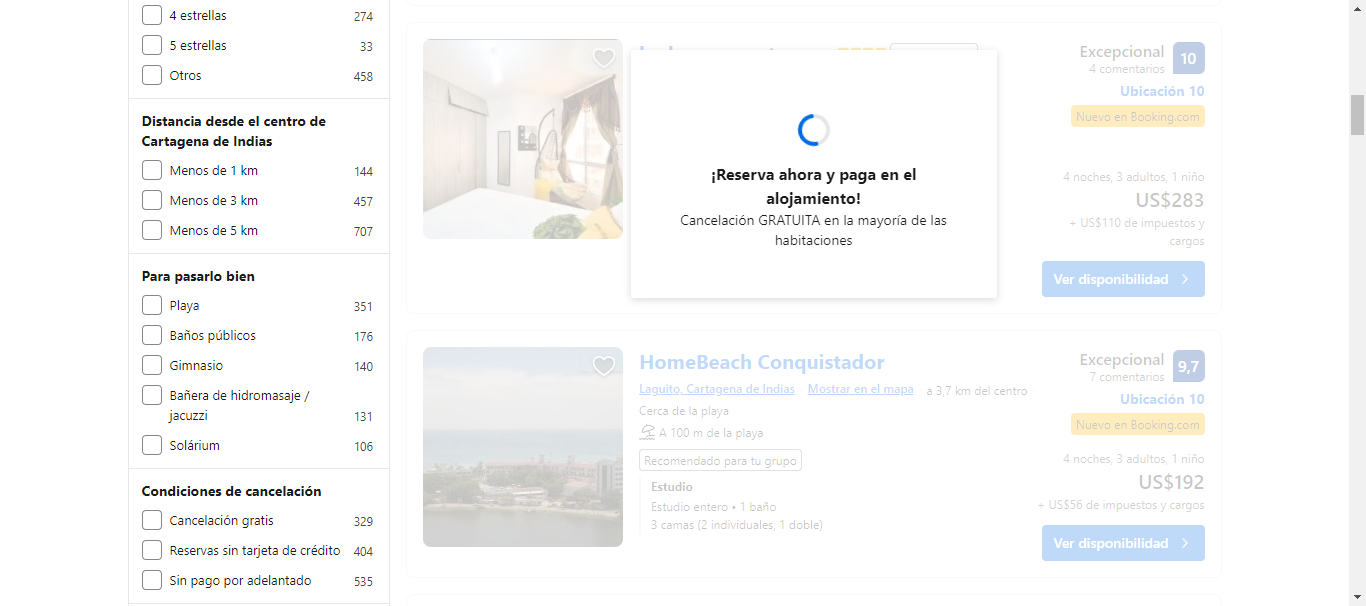 4 estrellas 274
5 estrellas 33
Otros 458
Distancia desde el centro de
Cartagena de Indias
Menos de 1 km 144
Menos de 3 km 457
Menos de 5 km 707
Para pasarlo bien
Playa 351
Baños públicos 176
Gimnasio 140
Bañera de hidromasaje /
jacuzzi 131
Solárium 106
Condiciones de cancelación
Cancelación gratis 329
Reservas sin tarjeta de crédito 404
Sin pago por adelantado 535
¡Reserva ahora y paga en el
alojamiento!
Cancelación GRATUITA en la mayoría de las
habitaciones
Excepcional 10
4 comentarios
Ubicación 10
Nuevo en Booking.com
4 noches, 3 adultos, 1 niño
US$283
+ US$110 de impuestos y
cargos
Ver disponibilidad
HomeBeach Conquistador
Laguito, Cartagena de Indias Mostrar en el mapa a 3,7 km del centro
Cerca de la playa
A 100 m de la playa
Recomendado para tu grupo
Estudio
Estudio entero • 1 baño
3 camas (2 individuales, 1 doble)
Excepcional 9,7
7 comentarios
Ubicación 10
Nuevo en Booking.com
4 noches, 3 adultos, 1 niño
US$192
+ US$56 de impuestos y cargos
Ver disponibilidad